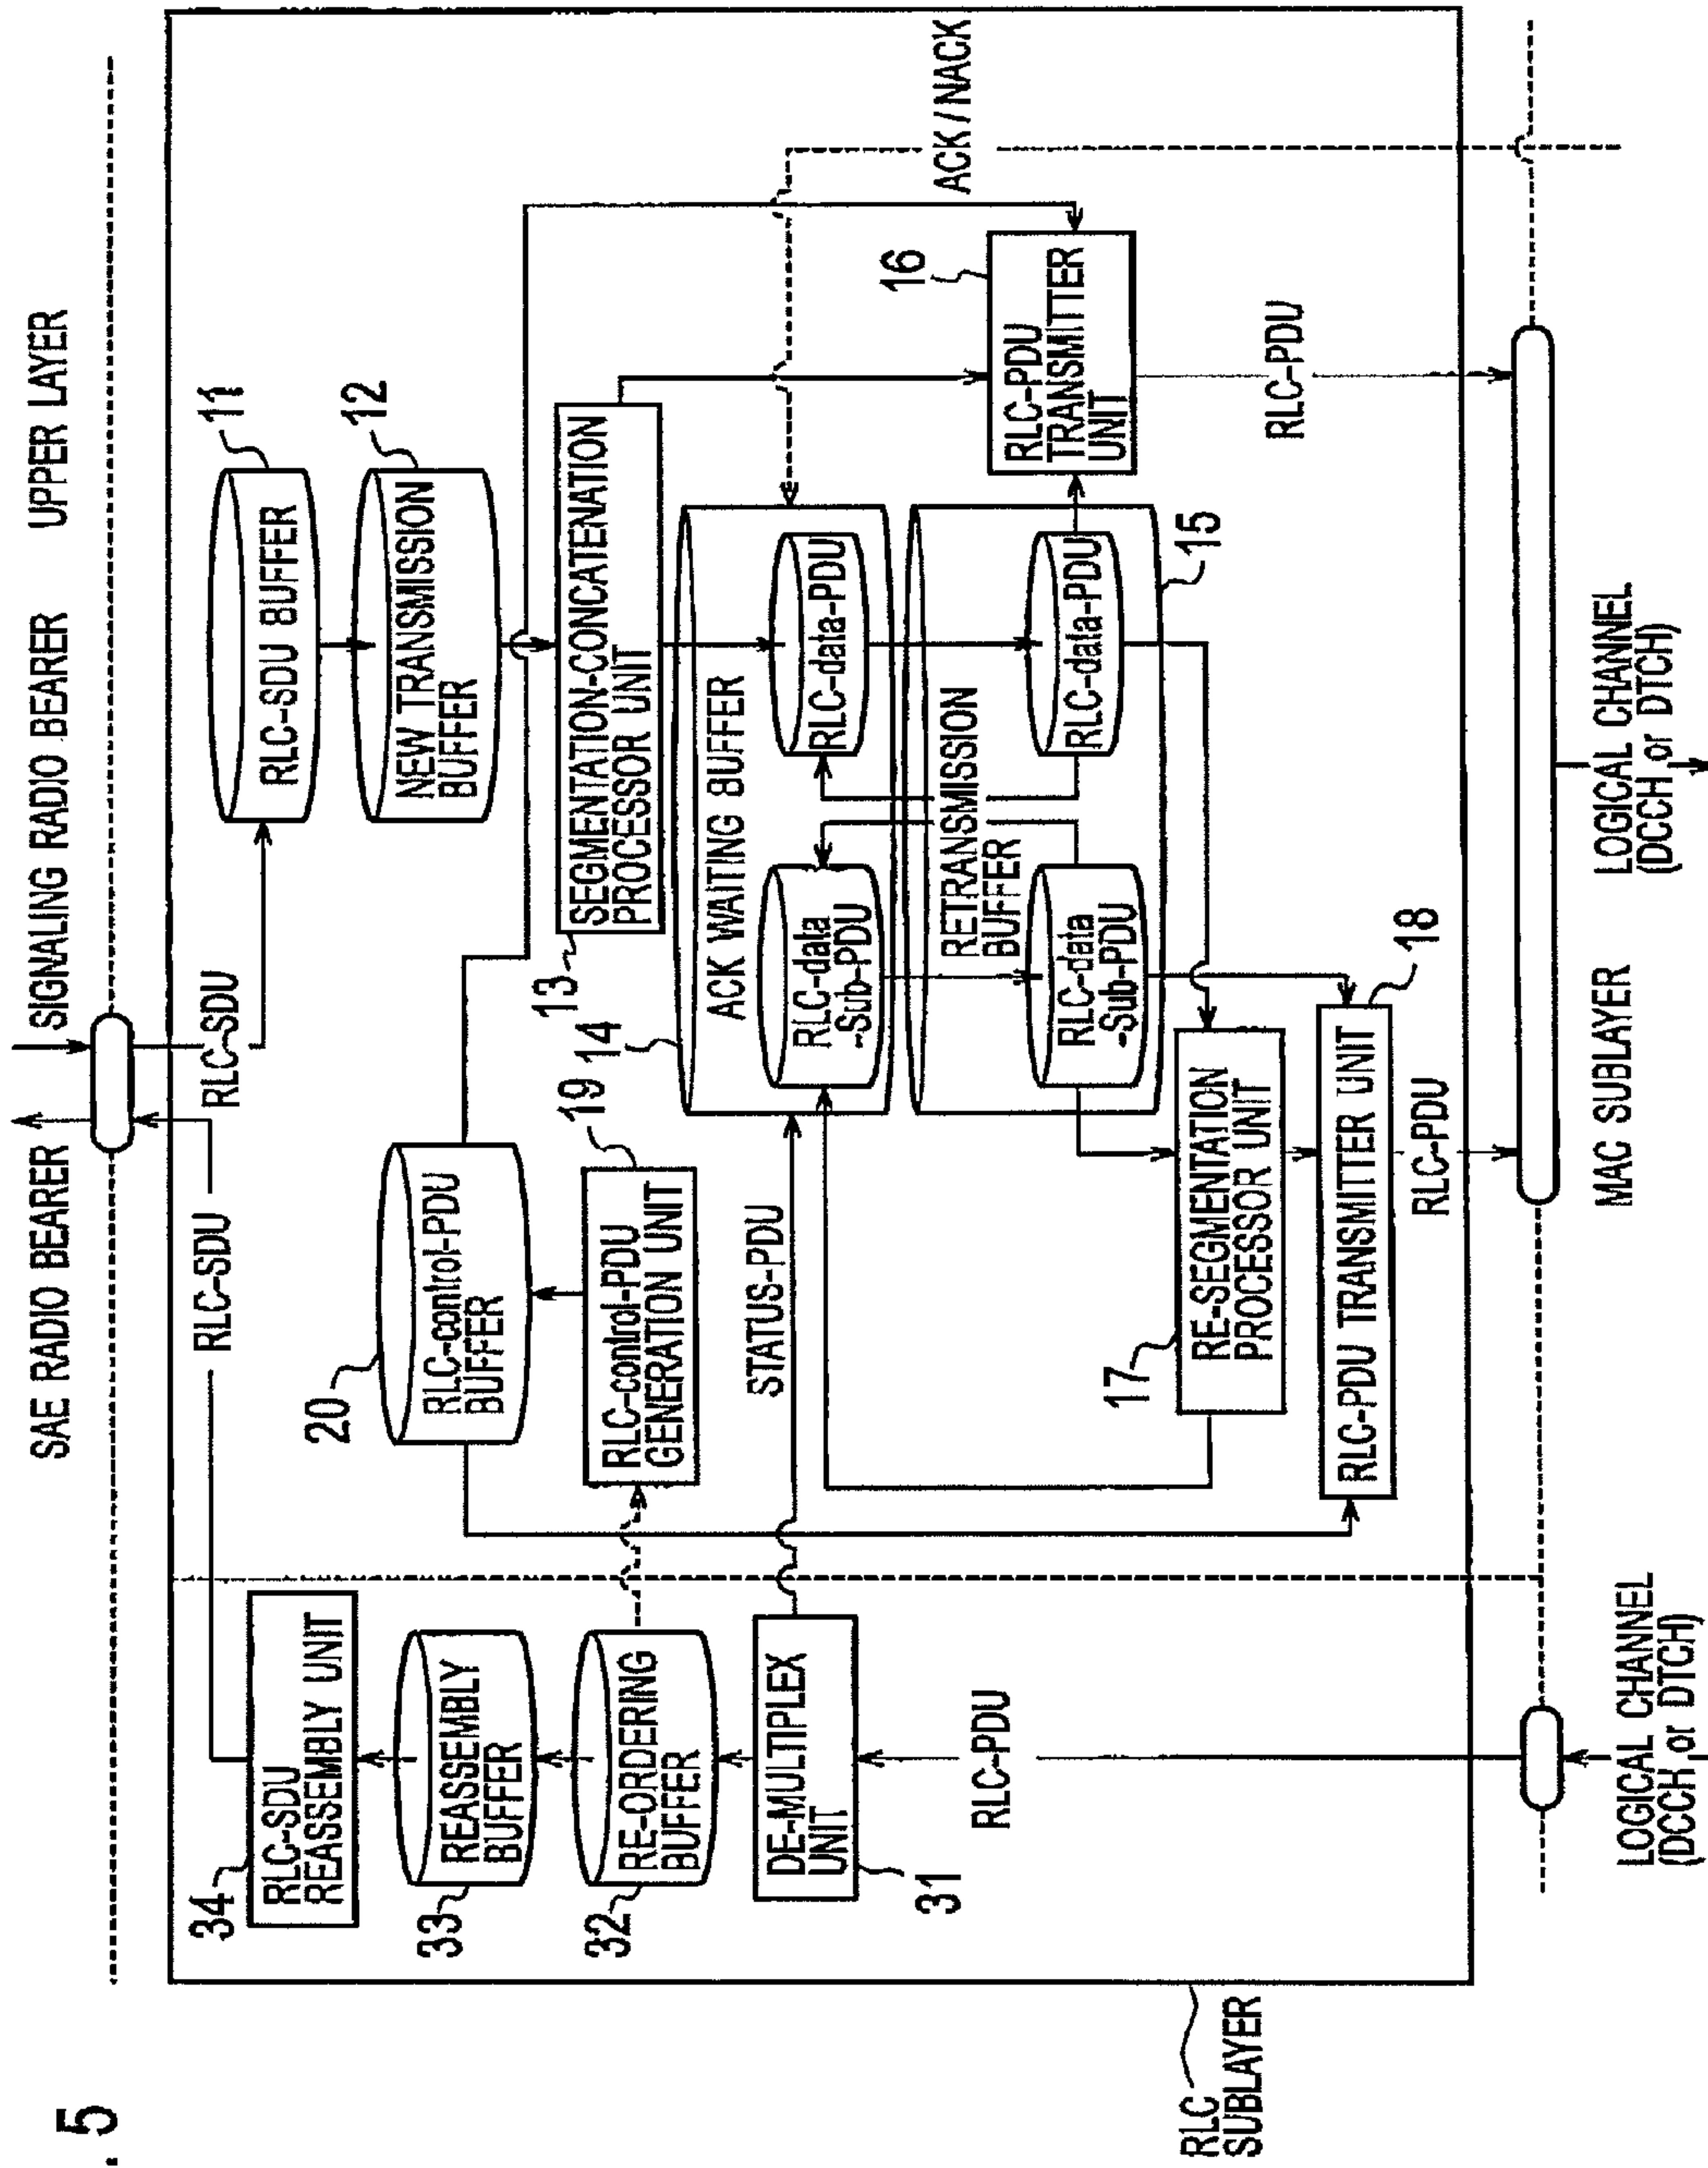 . 5
SAE RADIO BEARER
SIGNALING RADIO BEARER
UPPER LAYER
RLC-SDU
RLC-SDU
34
RLC-SDU
REASSEMBLY UNIT
33
REASSEMBLY
BUFFER
32
RE-ORDERING
BUFFER
DE-MULTIPLEX
UNIT
31
RLC-PDU
20
RLC-control-PDU
BUFFER
19
RLC-control-PDU
GENERATION UNIT
STATUS-PDU
11
RLC-SDU BUFFER
12
NEW TRANSMISSION
BUFFER
13
SEGMENTATION-CONCATENATION
PROCESSOR UNIT
14
ACK WAITING BUFFER
RLC-data
-Sub-PDU
RLC-data-PDU
RETRANSMISSION
BUFFER
RLC-data
-Sub-PDU
RLC-data-PDU
15
ACK / NACK
16
RLC-PDU
TRANSMITTER
UNIT
RLC-PDU
17
RE-SEGMENTATION
PROCESSOR UNIT
18
RLC-PDU TRANSMITTER UNIT
RLC-PDU
RLC
SUBLAYER
MAC SUBLAYER
LOGICAL CHANNEL
(DCCH or DTCH)
LOGICAL CHANNEL
(DCCH or DTCH)